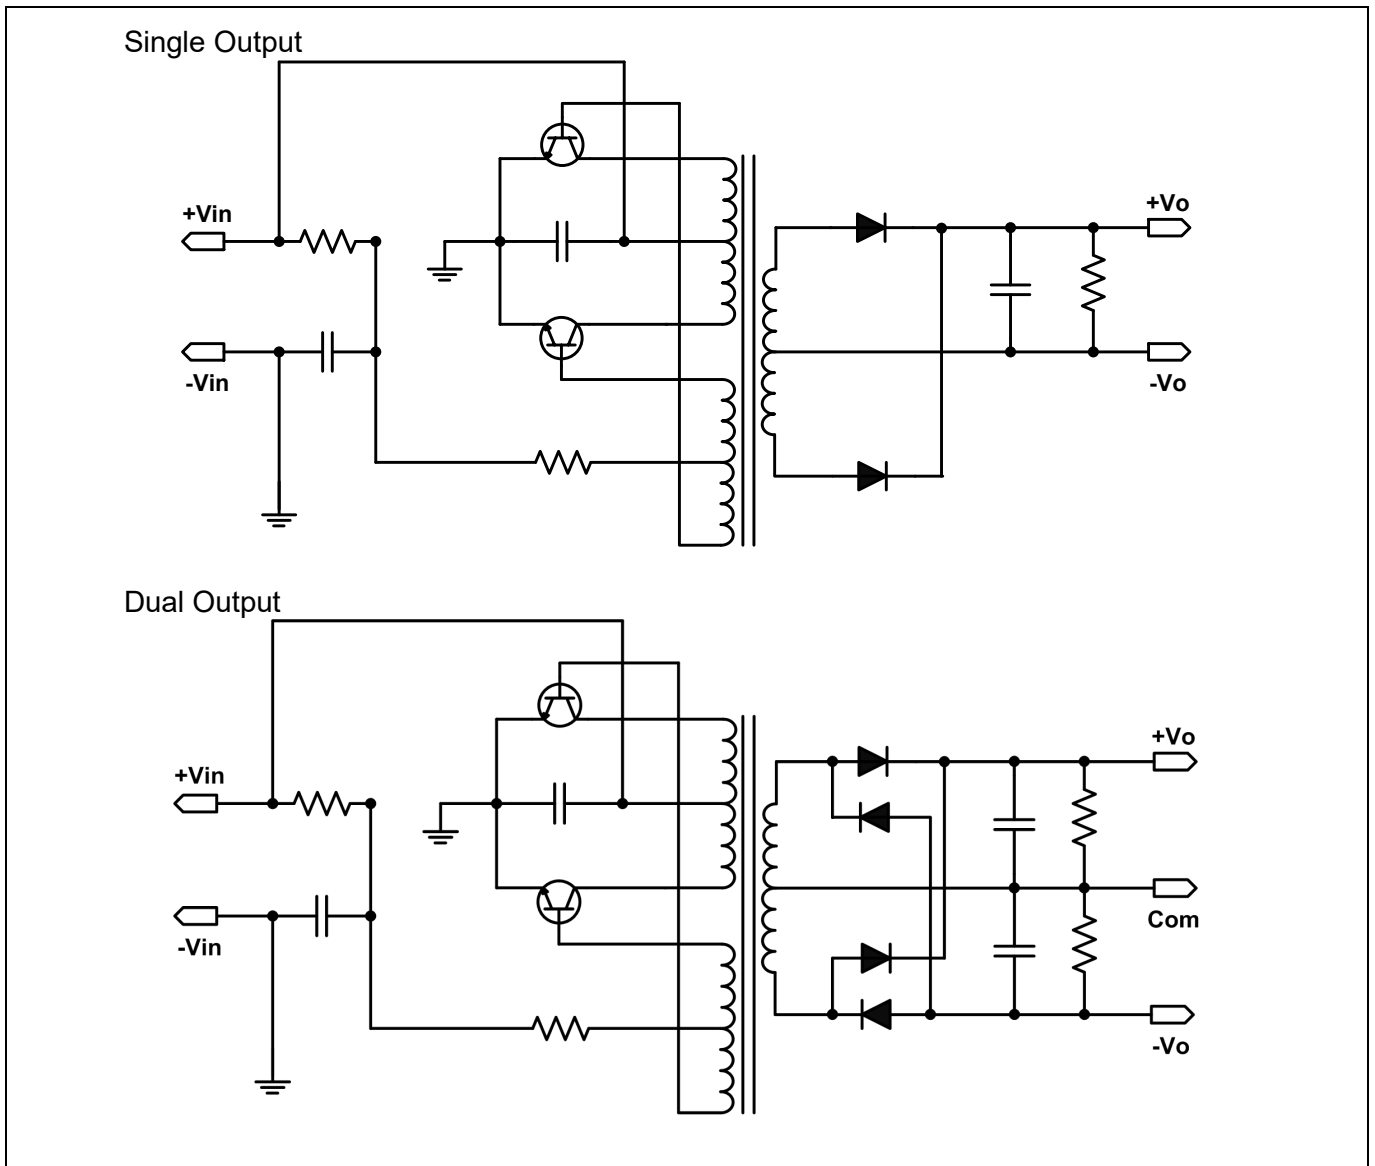 Single Output
+Vin
+Vo
-Vin
-Vo
Dual Output
+Vo
+Vin
Com
-Vin
-Vo